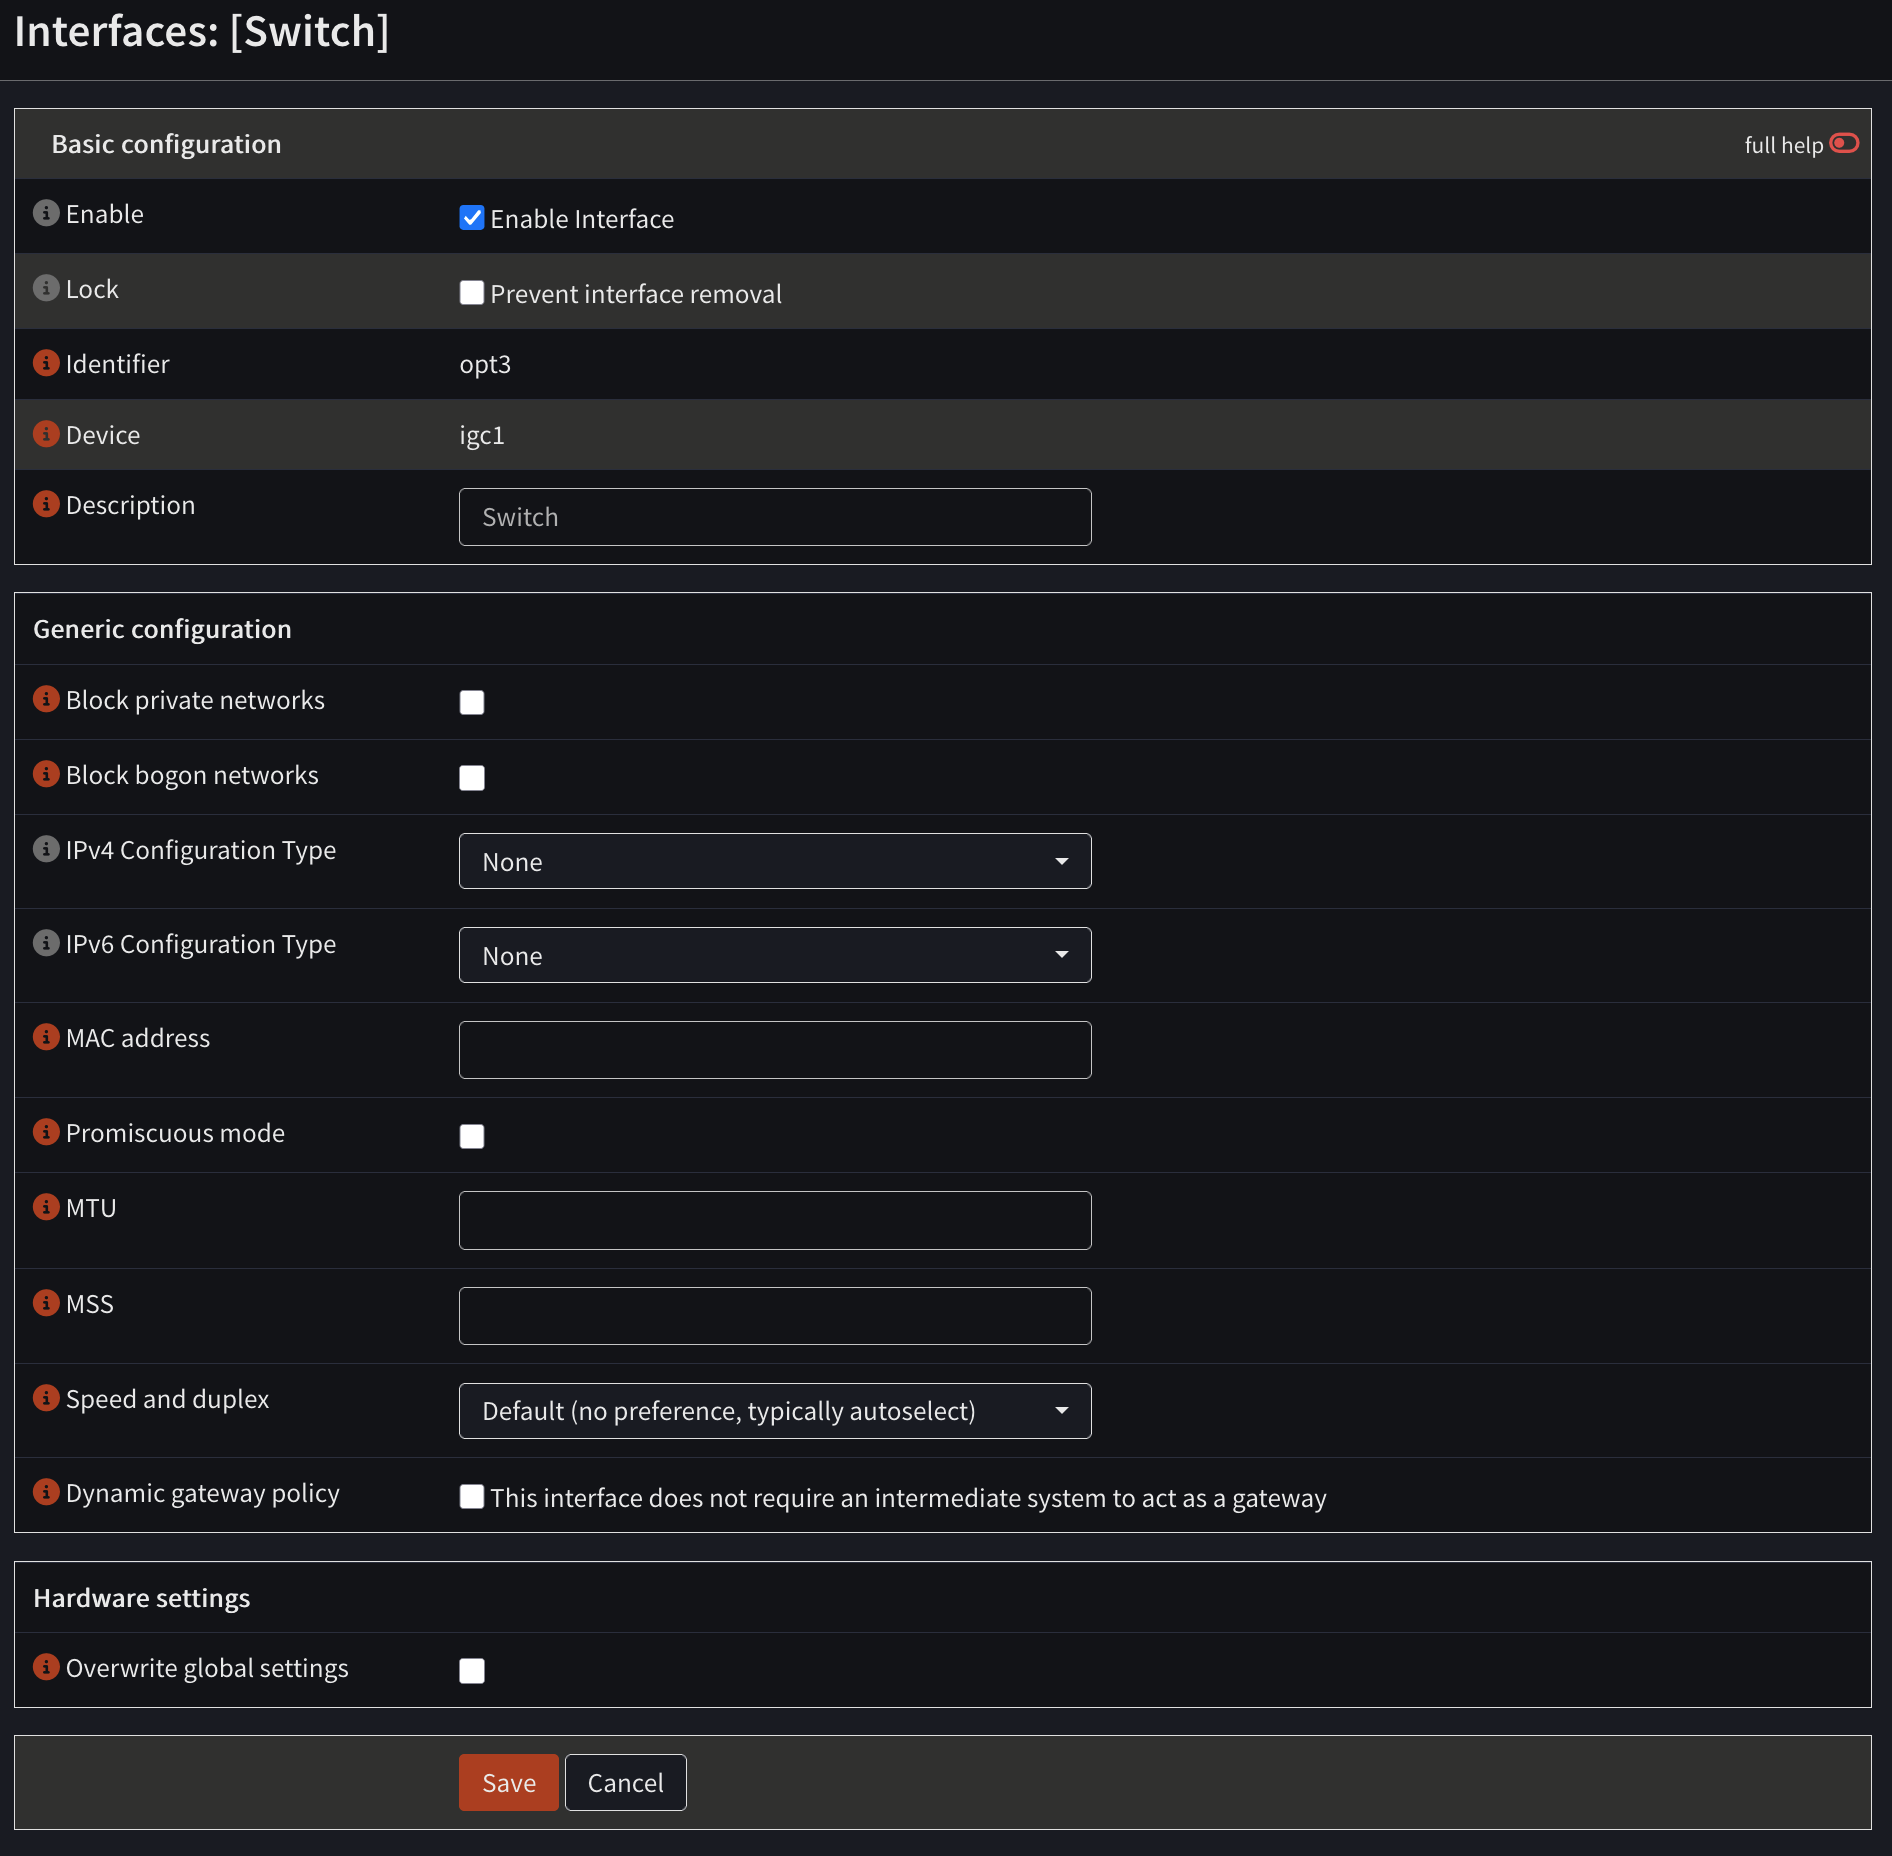 Interfaces: [Switch]
Basic configuration
full help
Enable
Enable Interface
Lock
Prevent interface removal
Identifier
opt3
Device
igc1
Description
Switch
Generic configuration
Block private networks
Block bogon networks
IPv4 Configuration Type
None
IPv6 Configuration Type
None
MAC address
Promiscuous mode
MTU
MSS
Speed and duplex
Default (no preference, typically autoselect)
Dynamic gateway policy
This interface does not require an intermediate system to act as a gateway
Hardware settings
Overwrite global settings
Save
Cancel